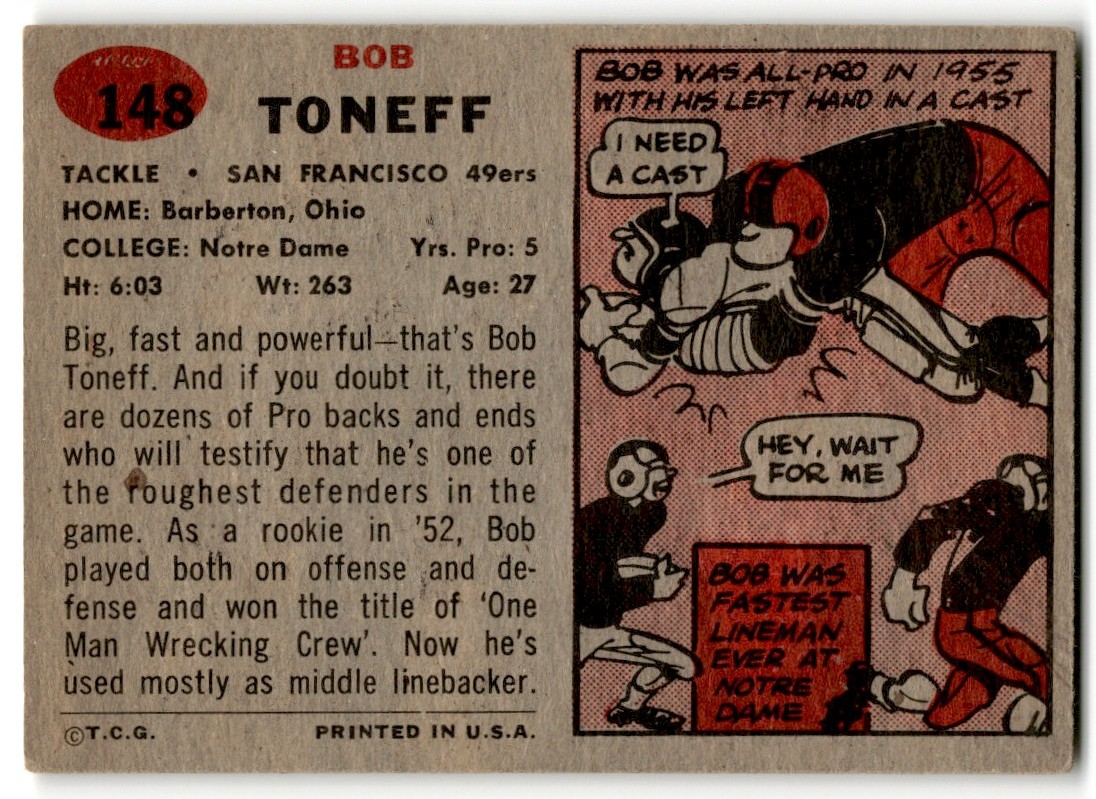 148
BOB
TONEFF
TACKLE • SAN FRANCISCO 49ers
HOME: Barberton, Ohio
COLLEGE: Notre Dame Yrs. Pro: 5
Ht: 6:03 Wt: 263 Age: 27
Big, fast and powerful—that's Bob
Toneff. And if you doubt it, there
are dozens of Pro backs and ends
who will testify that he's one of
the roughest defenders in the
game. As a rookie in '52, Bob
played both on offense and de-
fense and won the title of 'One
Man Wrecking Crew'. Now he's
used mostly as middle linebacker.
©T.C.G. PRINTED IN U.S.A.
BOB WAS ALL-PRO IN 1955
WITH HIS LEFT HAND IN A CAST
I NEED
A CAST
HEY, WAIT
FOR ME
BOB WAS
FASTEST
LINEMAN
EVER AT
NOTRE
DAME